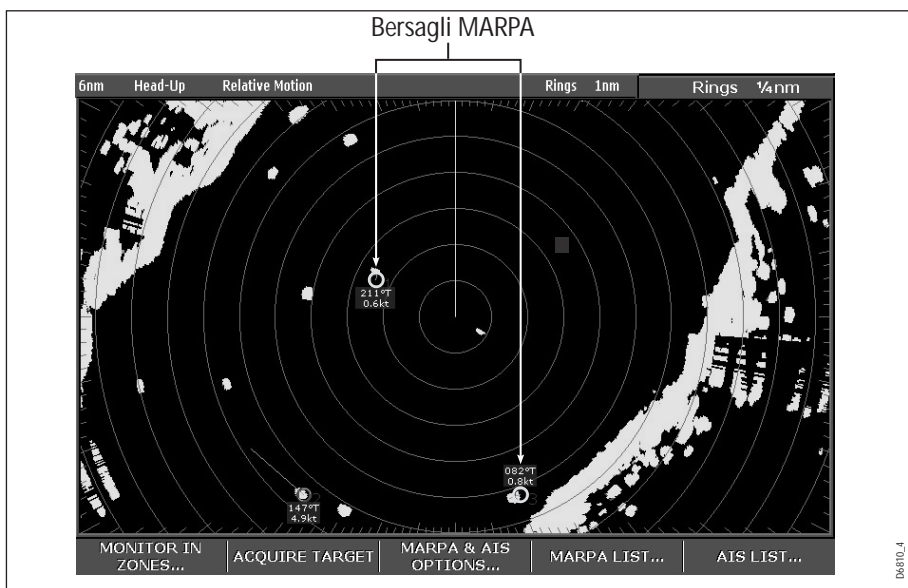 Bersagli MARPA
6nm Head-Up Relative Motion Rings 1nm Rings ¼nm
211°T
0.6kt
082°T
0.8kt
3
147°T
4.9kt
MONITOR IN ZONES...
ACQUIRE TARGET
MARPA & AIS OPTIONS...
MARPA LIST...
AIS LIST...
D6810_4